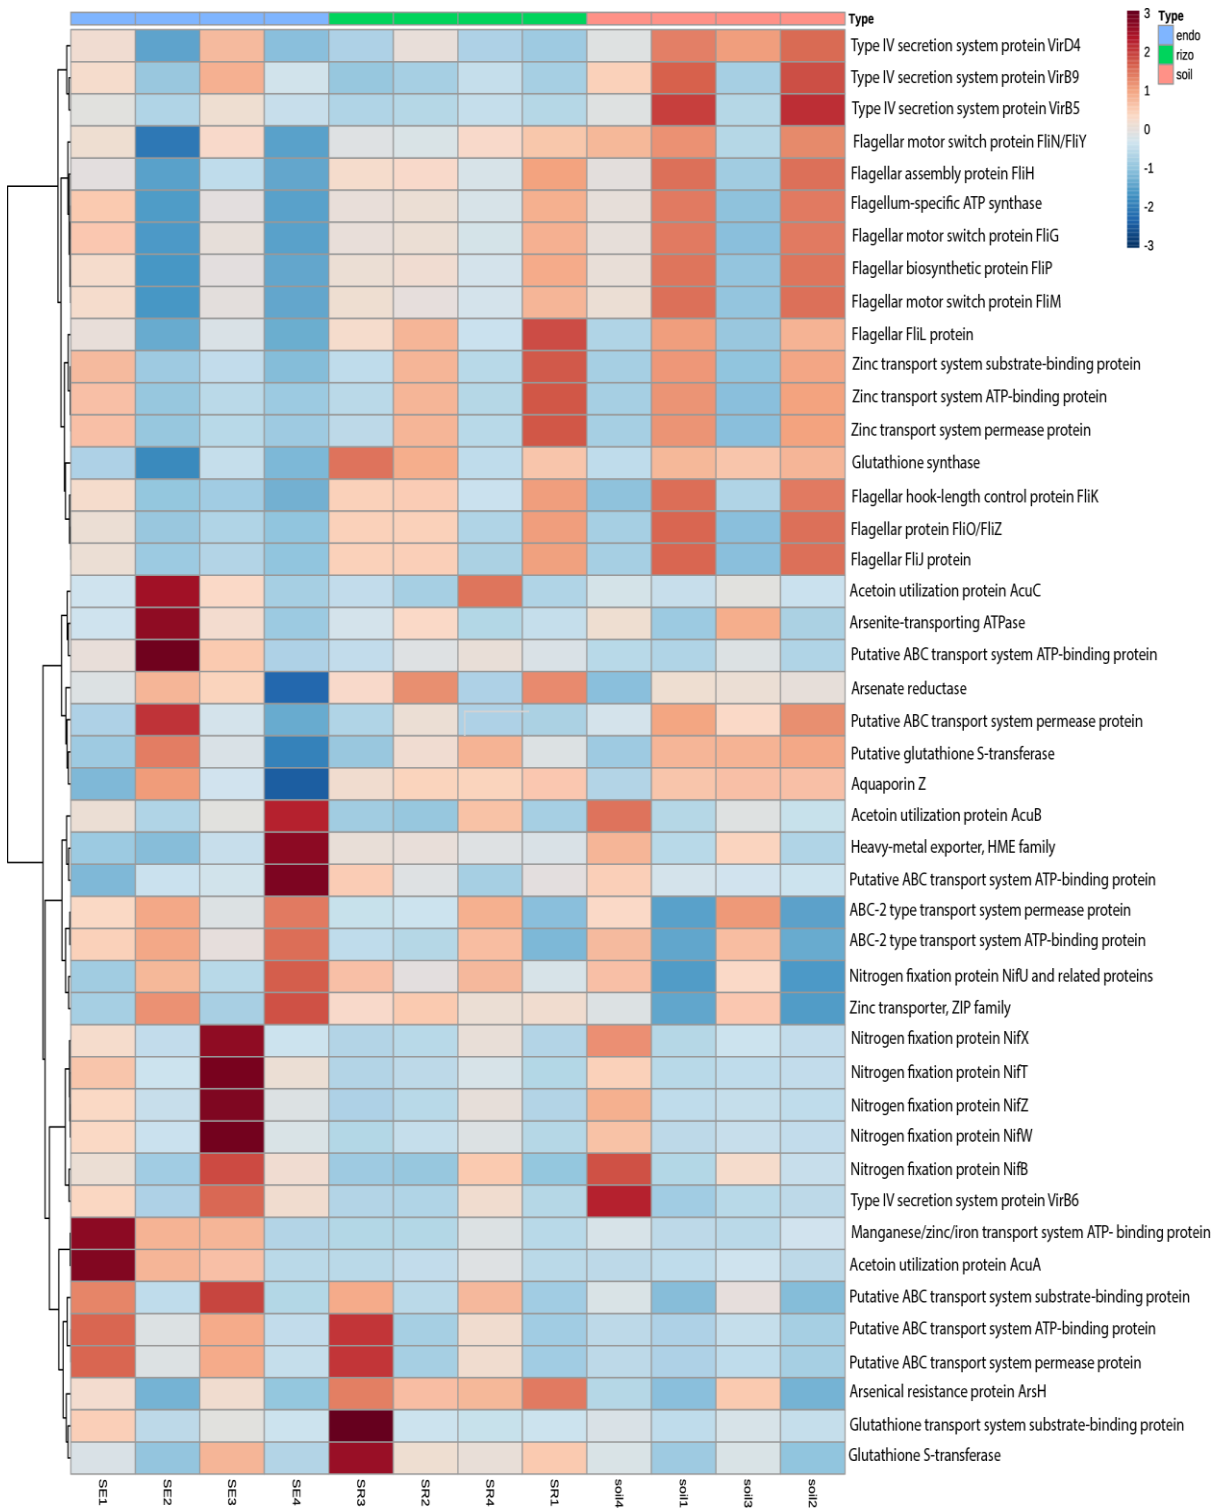 Type
3
2
1
0
-1
-2
-3
Type
endo
rizo
soil
Type IV secretion system protein VirD4
Type IV secretion system protein VirB9
Type IV secretion system protein VirB5
Flagellar motor switch protein FliN/FliY
Flagellar assembly protein FliH
Flagellum-specific ATP synthase
Flagellar motor switch protein FliG
Flagellar biosynthetic protein FliP
Flagellar motor switch protein FliM
Flagellar FliL protein
Zinc transport system substrate-binding protein
Zinc transport system ATP-binding protein
Zinc transport system permease protein
Glutathione synthase
Flagellar hook-length control protein FliK
Flagellar protein FliO/FliZ
Flagellar FliJ protein
Acetoin utilization protein AcuC
Arsenite-transporting ATPase
Putative ABC transport system ATP-binding protein
Arsenate reductase
Putative ABC transport system permease protein
Putative glutathione S-transferase
Aquaporin Z
Acetoin utilization protein AcuB
Heavy-metal exporter, HME family
Putative ABC transport system ATP-binding protein
ABC-2 type transport system permease protein
ABC-2 type transport system ATP-binding protein
Nitrogen fixation protein NifU and related proteins
Zinc transporter, ZIP family
Nitrogen fixation protein NifX
Nitrogen fixation protein NifT
Nitrogen fixation protein NifZ
Nitrogen fixation protein NifW
Nitrogen fixation protein NifB
Type IV secretion system protein VirB6
Manganese/zinc/iron transport system ATP- binding protein
Acetoin utilization protein AcuA
Putative ABC transport system substrate-binding protein
Putative ABC transport system ATP-binding protein
Putative ABC transport system permease protein
Arsenical resistance protein ArsH
Glutathione transport system substrate-binding protein
Glutathione S-transferase
SE1
SE2
SE3
SE4
SR3
SR2
SR4
SR1
soil4
soil1
soil3
soil2